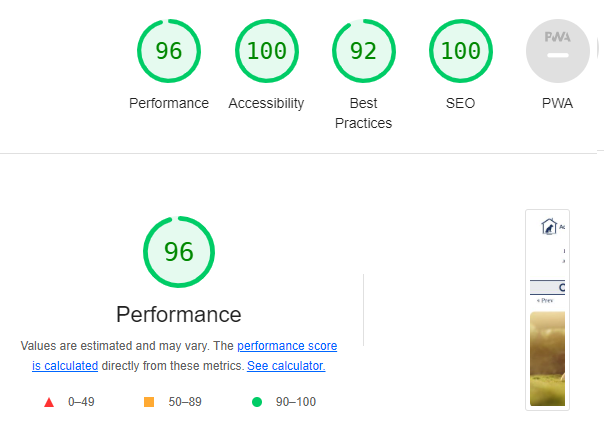 96
100
92
100
PWA
Performance
Accessibility
Best
Practices
SEO
PWA
96
Performance
Values are estimated and may vary. The performance score
is calculated directly from these metrics. See calculator.
0–49
50–89
90–100
« Prev